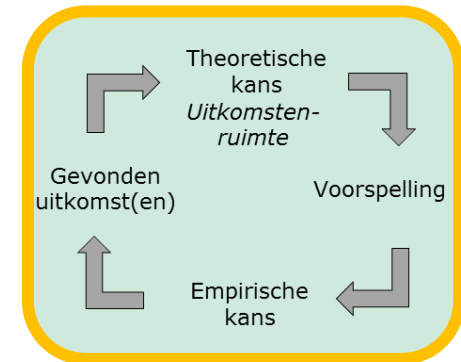 Theoretische
kans
Uitkomsten-
ruimte
Voorspelling
Empirische
kans
Gevonden
uitkomst(en)